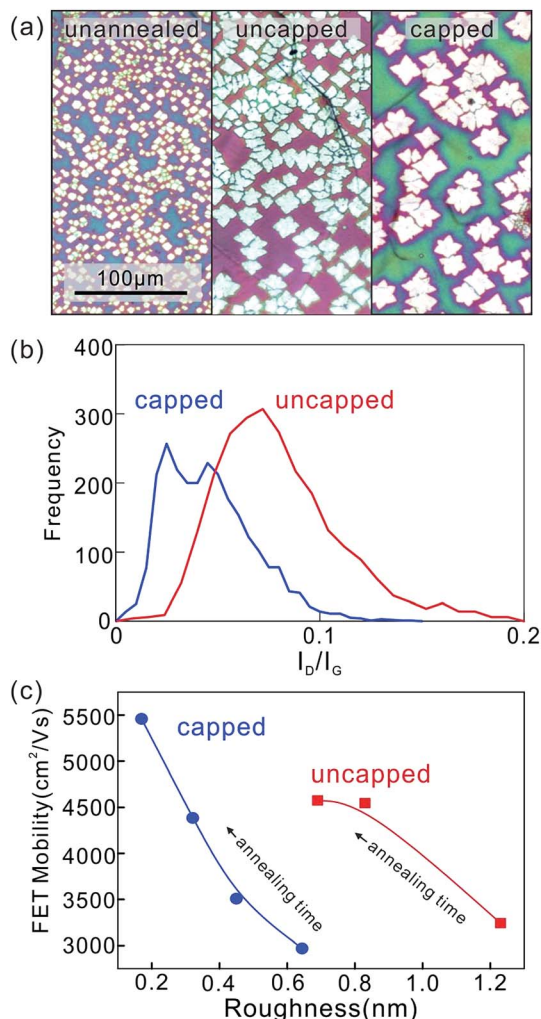 (a)
unannealed uncapped capped
100μm
(b)
400
300
200
100
0
Frequency
capped uncapped
0 0.1 0.2
I_D/I_G
(c)
5500
5000
4500
4000
3500
3000
FET Mobility(cm²/Vs)
capped
uncapped
annealing time
annealing time
0.2 0.4 0.6 0.8 1.0 1.2
Roughness(nm)